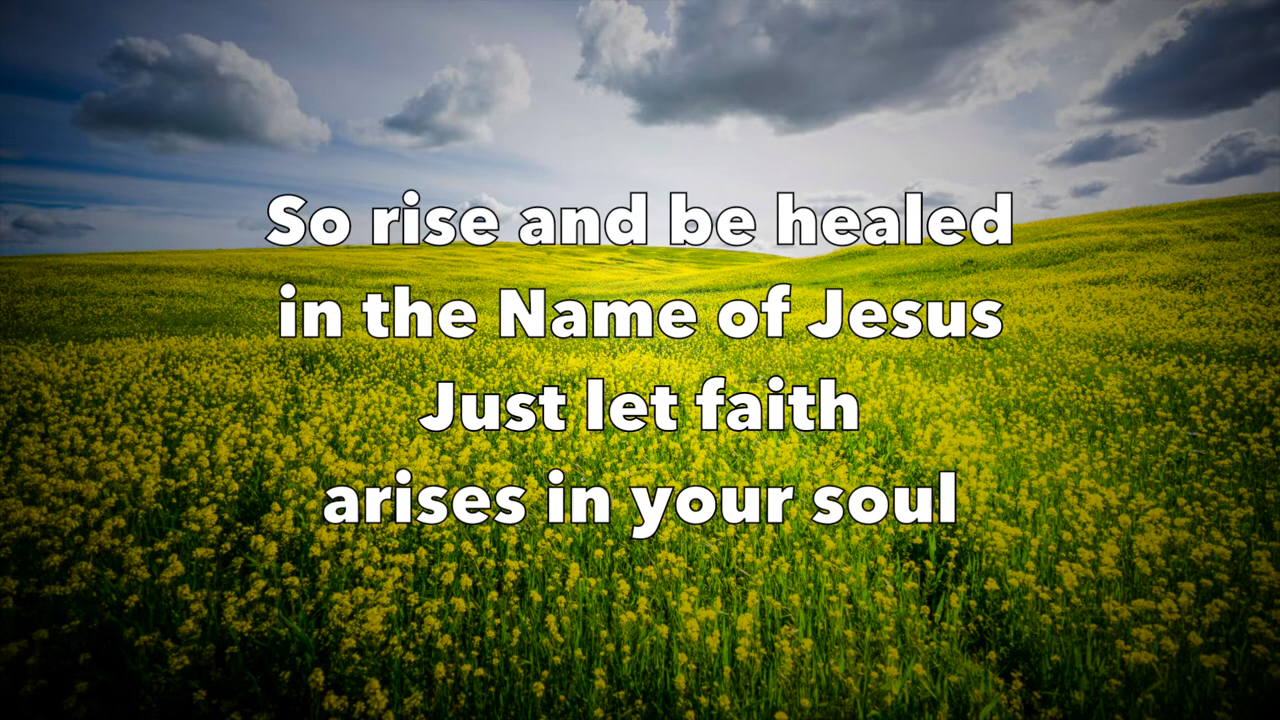 So rise and be healed
in the Name of Jesus
Just let faith
arises in your soul